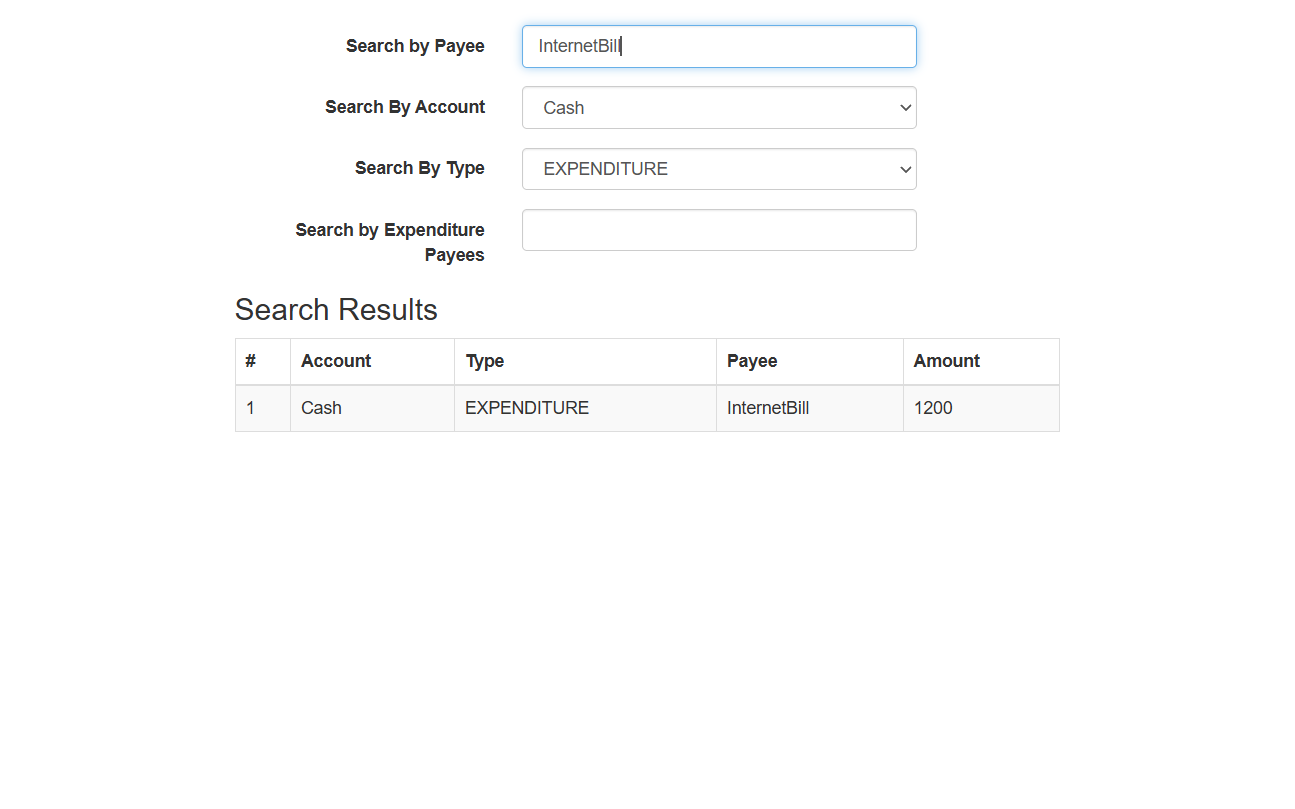 Search by Payee InternetBill
Search By Account Cash
Search By Type EXPENDITURE
Search by Expenditure
Payees
Search Results
# Account Type Payee Amount
1 Cash EXPENDITURE InternetBill 1200